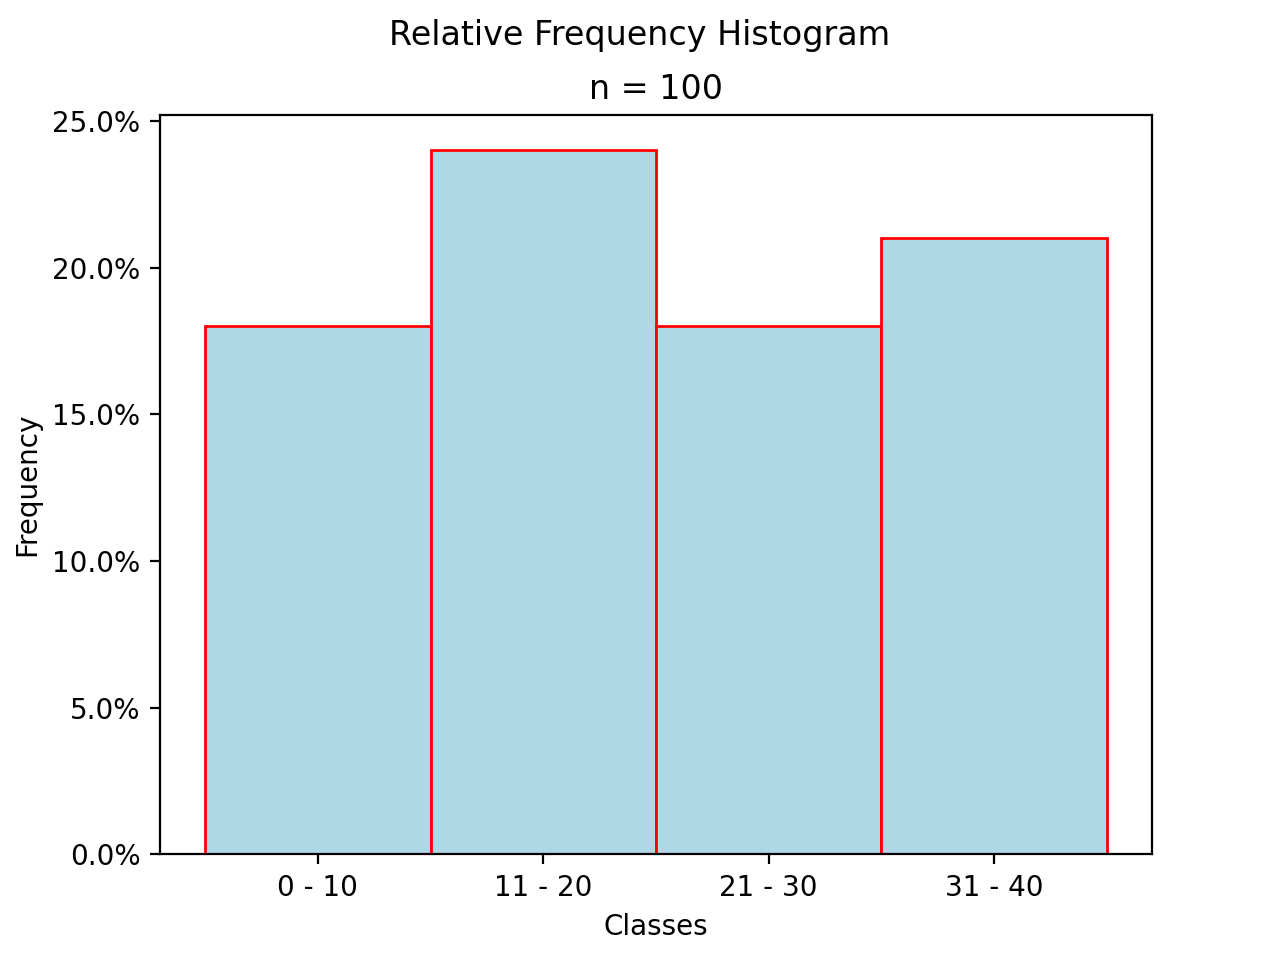 Relative Frequency Histogram
n = 100
25.0%
20.0%
15.0%
10.0%
5.0%
0.0%
Frequency
0 - 10
11 - 20
21 - 30
31 - 40
Classes